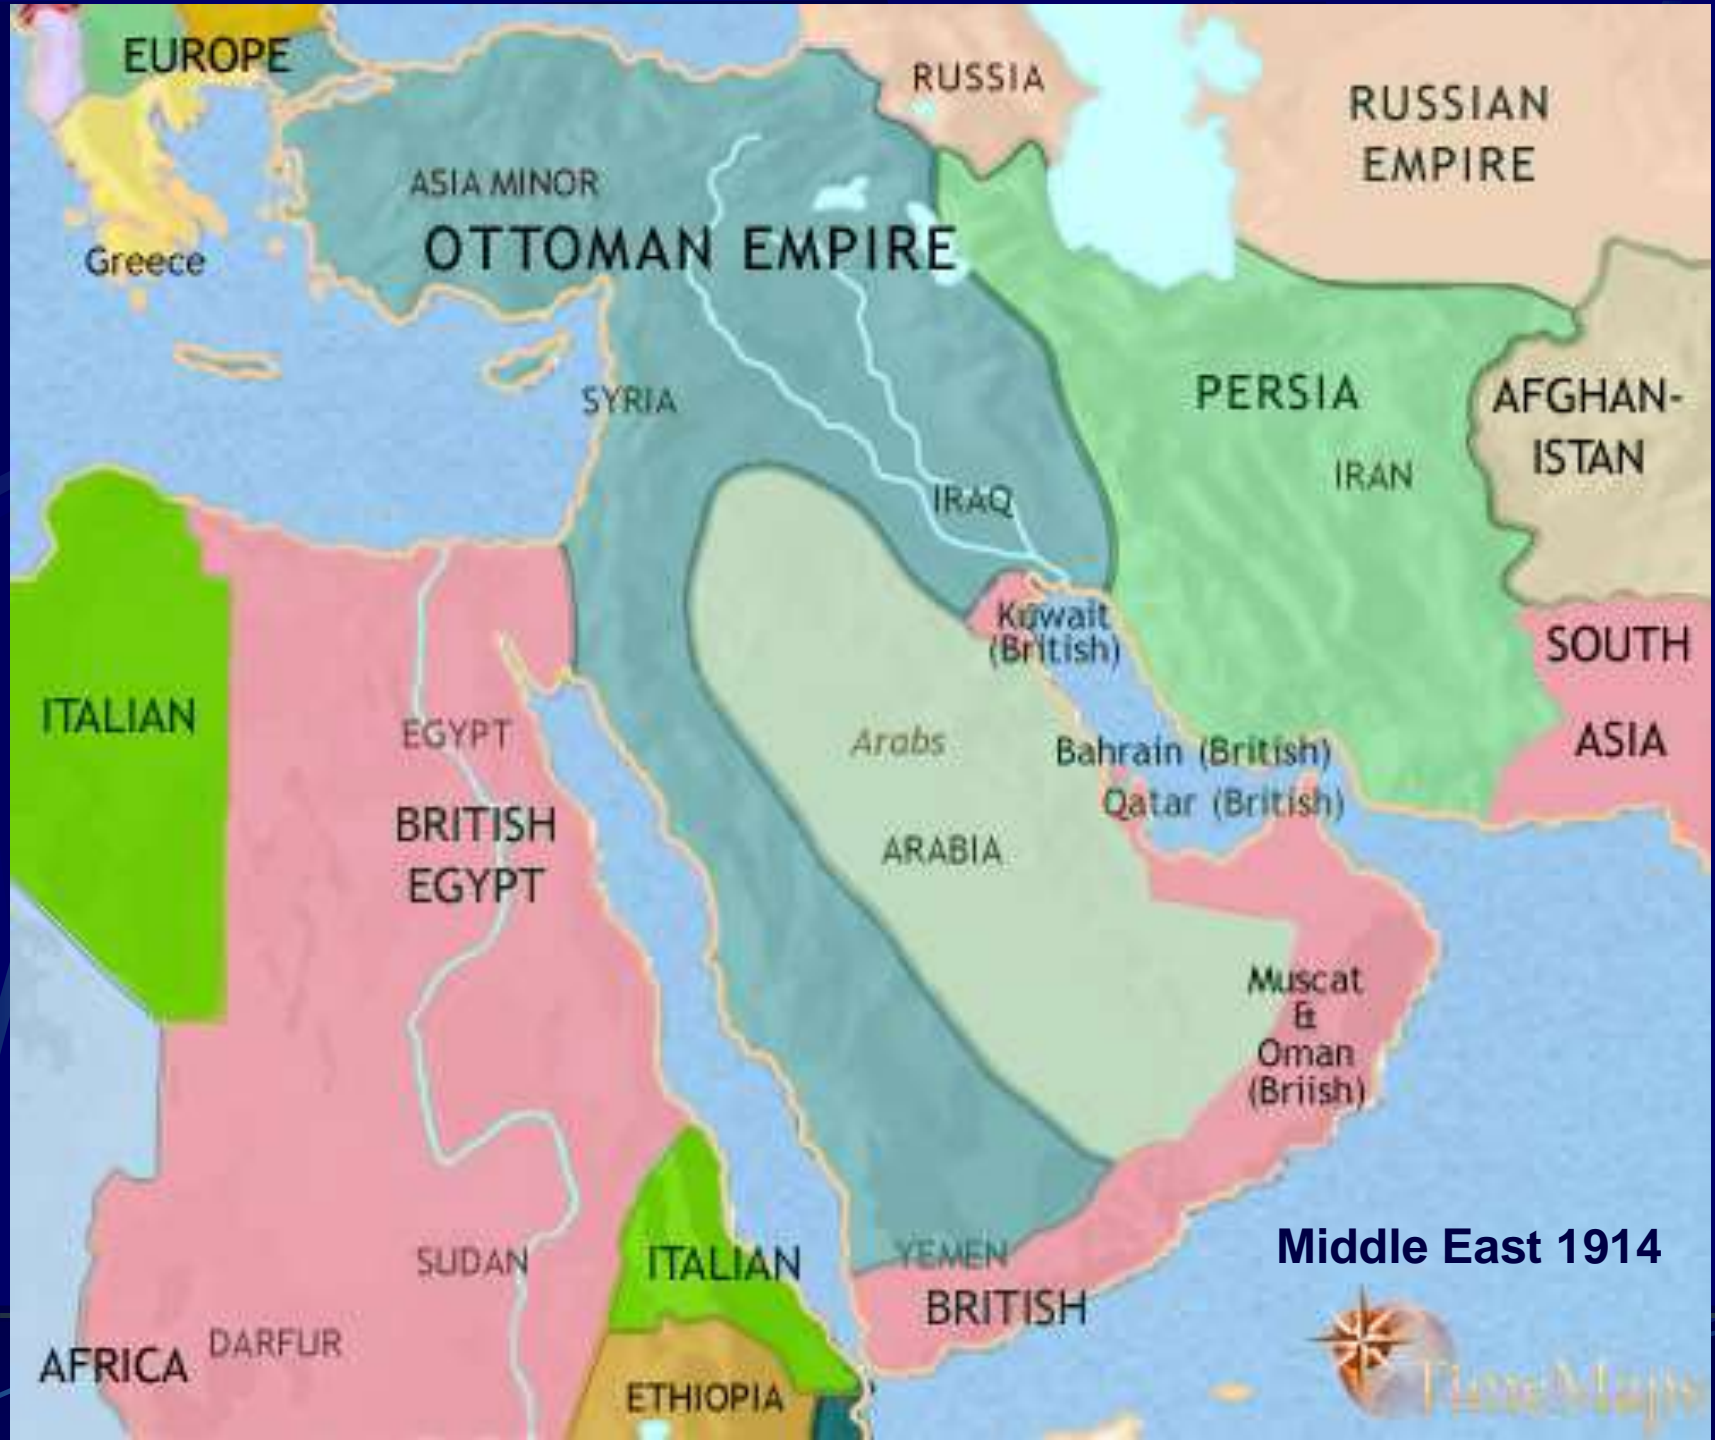 EUROPE
RUSSIA
RUSSIAN
EMPIRE
ASIA MINOR
OTTOMAN EMPIRE
Greece
SYRIA
PERSIA
AFGHAN-
ISTAN
IRAN
IRAQ
Kuwait
(British)
SOUTH
ASIA
ITALIAN
EGYPT
Arabs
Bahrain (British)
Qatar (British)
BRITISH
EGYPT
ARABIA
Muscat
&
Oman
(Briish)
SUDAN
ITALIAN
YEMEN
BRITISH
Middle East 1914
AFRICA
DARFUR
ETHIOPIA
TimeMaps